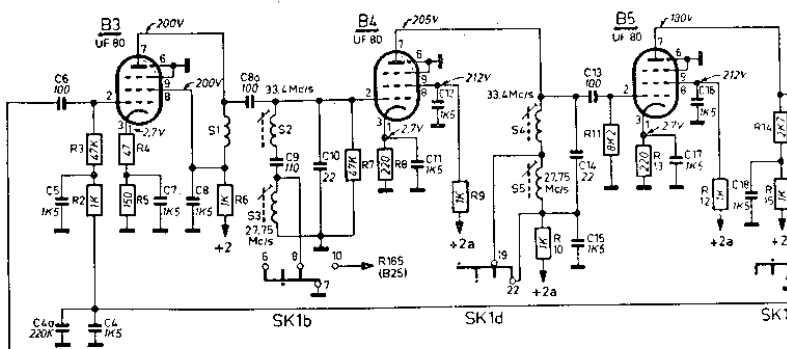 B3
UF 80
200V
7
6
9
8
200V
C6
100
2
3
1
2,7V
R3
47K
47
R4
C5
1K5
R2
1K
150
R5
C7
1K5
C8
1K5
1K
R6
+2
S1
C8a
100
33.4Mc/s
S2
C9
110
S3
27,75
Mc/s
C10
22
47K
R7
6
8
10
7
R165
(B25)
C4a
220K
C4
1K5
SK1b
B4
UF 80
205V
7
6
9
8
212V
2
3
1
2,7V
C12
1K5
220
R8
C11
1K5
1K
R9
+2a
33.4Mc/s
S4
S5
27,75
Mc/s
C14
22
1K
R
10
C15
1K5
+2a
19
22
SK1d
C13
100
R11
8K2
B5
UF 80
180V
7
6
9
8
212V
2
3
1
2,7V
C16
1K5
220
R
13
C17
1K5
R
12
1K
+2a
R14
2K7
C18
1K5
1K
SK1